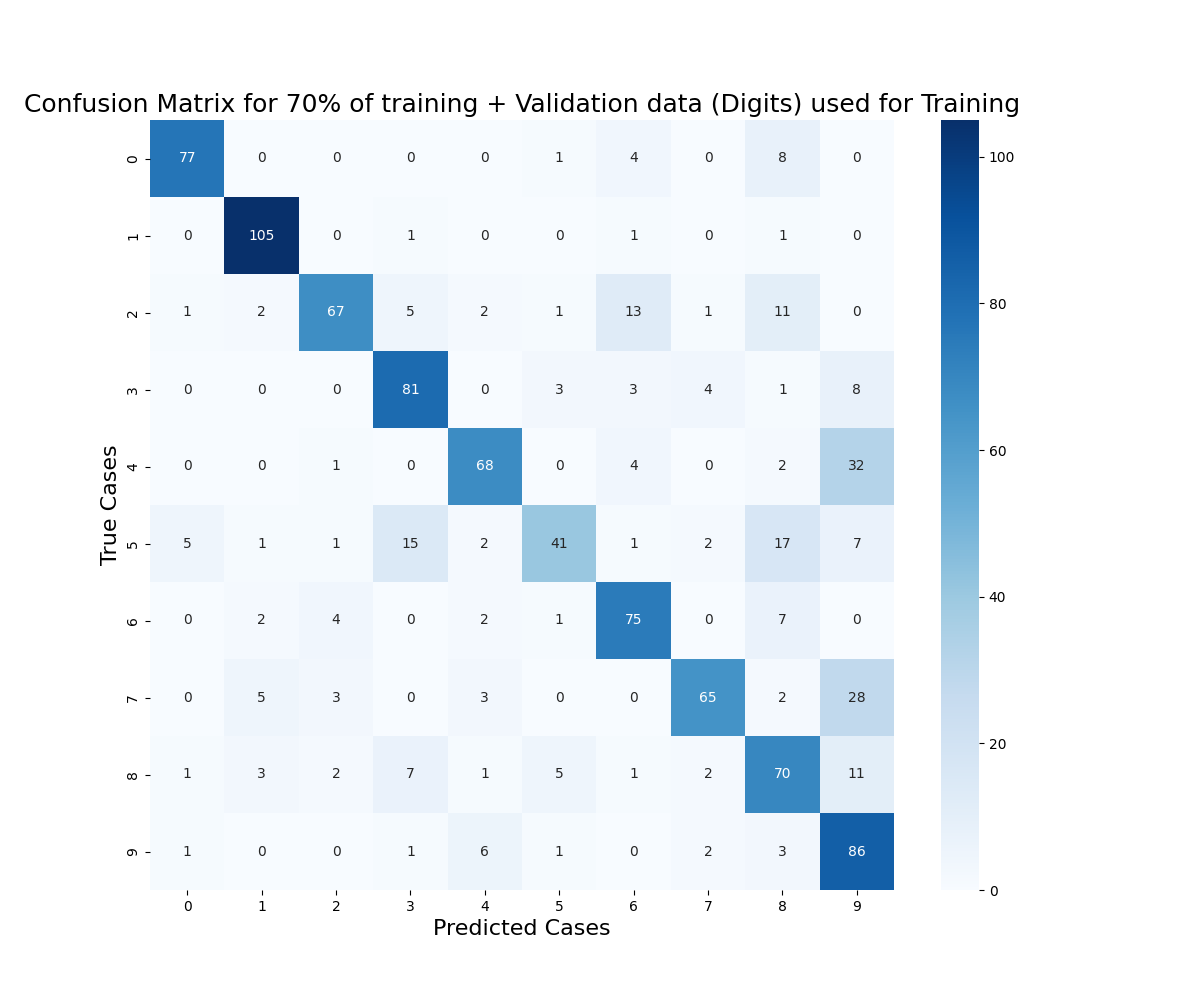 Confusion Matrix for 70% of training + Validation data (Digits) used for Training
0 77 0 0 0 0 1 4 0 8 0
1 0 105 0 1 0 0 1 0 1 0
2 1 2 67 5 2 1 13 1 11 0
3 0 0 0 81 0 3 3 4 1 8
4 0 0 1 0 68 0 4 0 2 32
5 5 1 1 15 2 41 1 2 17 7
6 0 2 4 0 2 1 75 0 7 0
7 0 5 3 0 3 0 0 65 2 28
8 1 3 2 7 1 5 1 2 70 11
9 1 0 0 1 6 1 0 2 3 86
0 1 2 3 4 5 6 7 8 9
Predicted Cases
True Cases
100
80
60
40
20
0